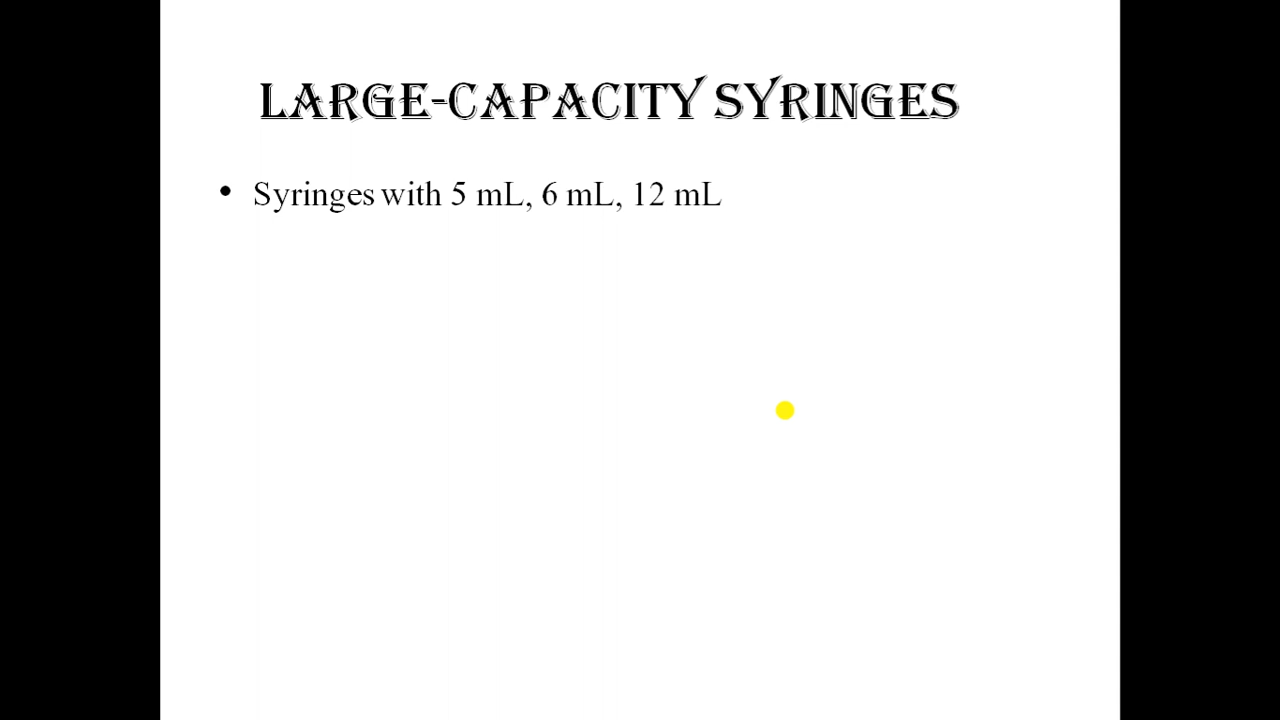 LARGE-CAPACITY SYRINGES
• Syringes with 5 mL, 6 mL, 12 mL